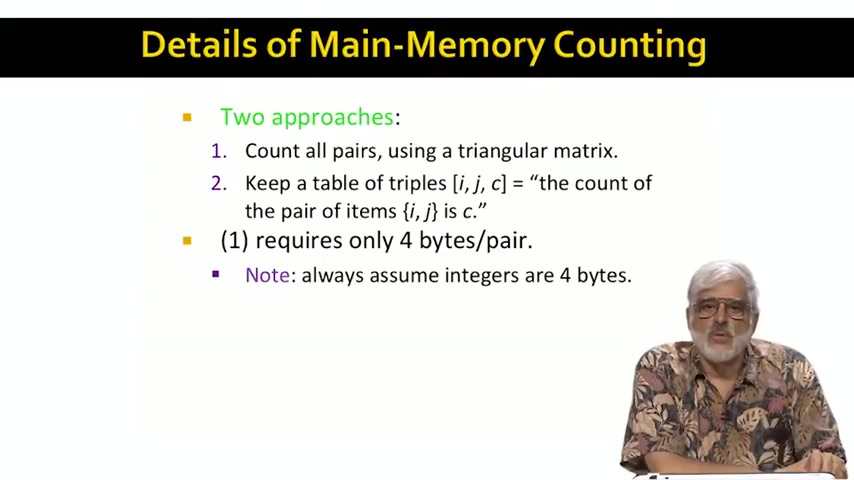 Details of Main-Memory Counting
Two approaches:
1. Count all pairs, using a triangular matrix.
2. Keep a table of triples [i, j, c] = “the count of
the pair of items {i, j} is c.”
(1) requires only 4 bytes/pair.
Note: always assume integers are 4 bytes.